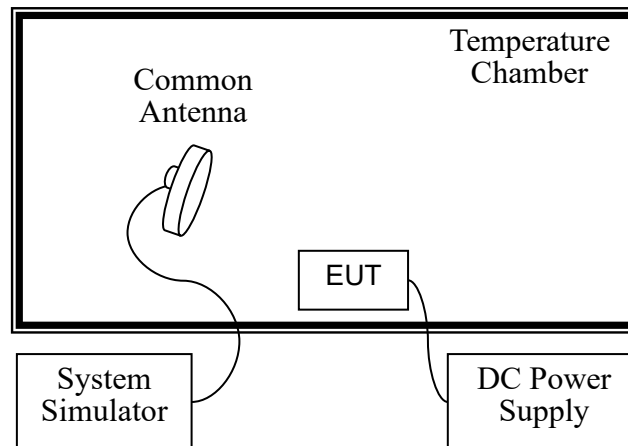 Temperature
Chamber
Common
Antenna
EUT
System
Simulator
DC Power
Supply